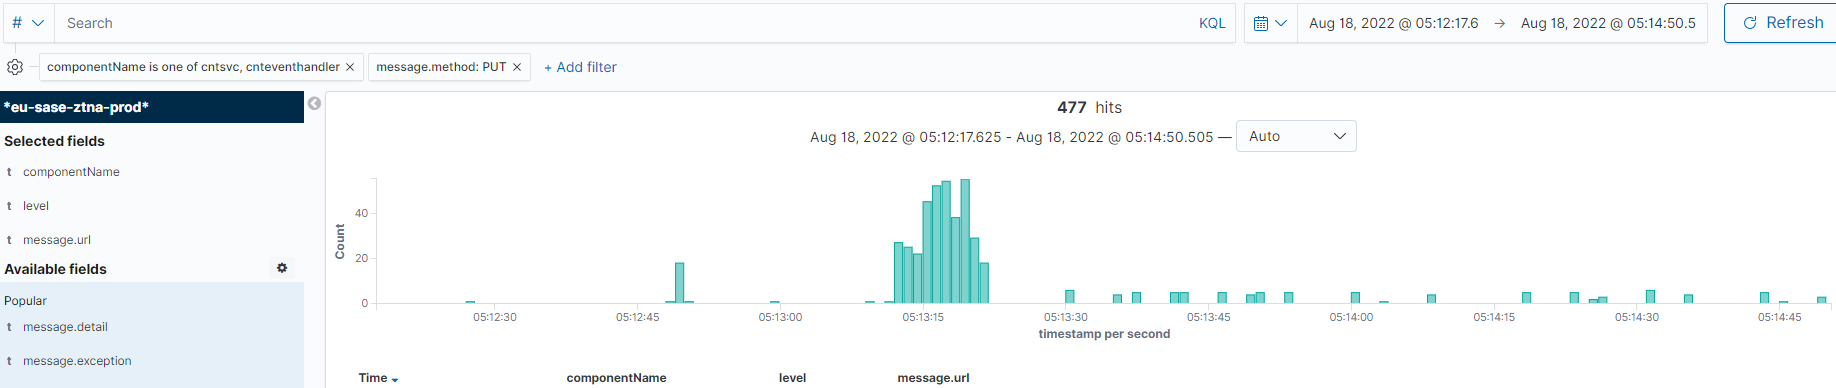 # Search KQL Aug 18, 2022 @ 05:12:17.6 → Aug 18, 2022 @ 05:14:50.5 Refresh
componentName is one of cntsvc, cnteventhandler × message.method: PUT × + Add filter
*eu-sase-ztna-prod*
Selected fields
t componentName
t level
t message.url
Available fields
Popular
t message.detail
t message.exception
477 hits
Aug 18, 2022 @ 05:12:17.625 - Aug 18, 2022 @ 05:14:50.505 — Auto
Count
40
20
0
05:12:30 05:12:45 05:13:00 05:13:15 05:13:30 05:13:45 05:14:00 05:14:15 05:14:30 05:14:45
timestamp per second
Time componentName level message.url